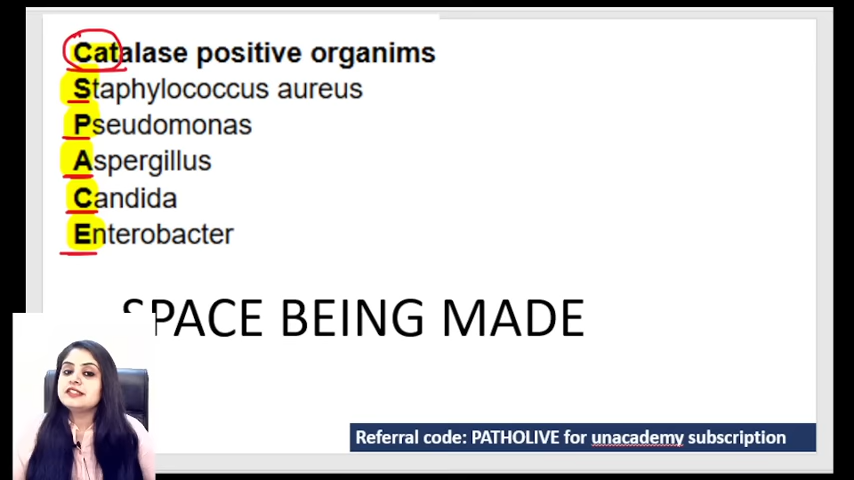 Catalase positive organims
Staphylococcus aureus
Pseudomonas
Aspergillus
Candida
Enterobacter
SPACE BEING MADE
Referral code: PATHOLIVE for unacademy subscription